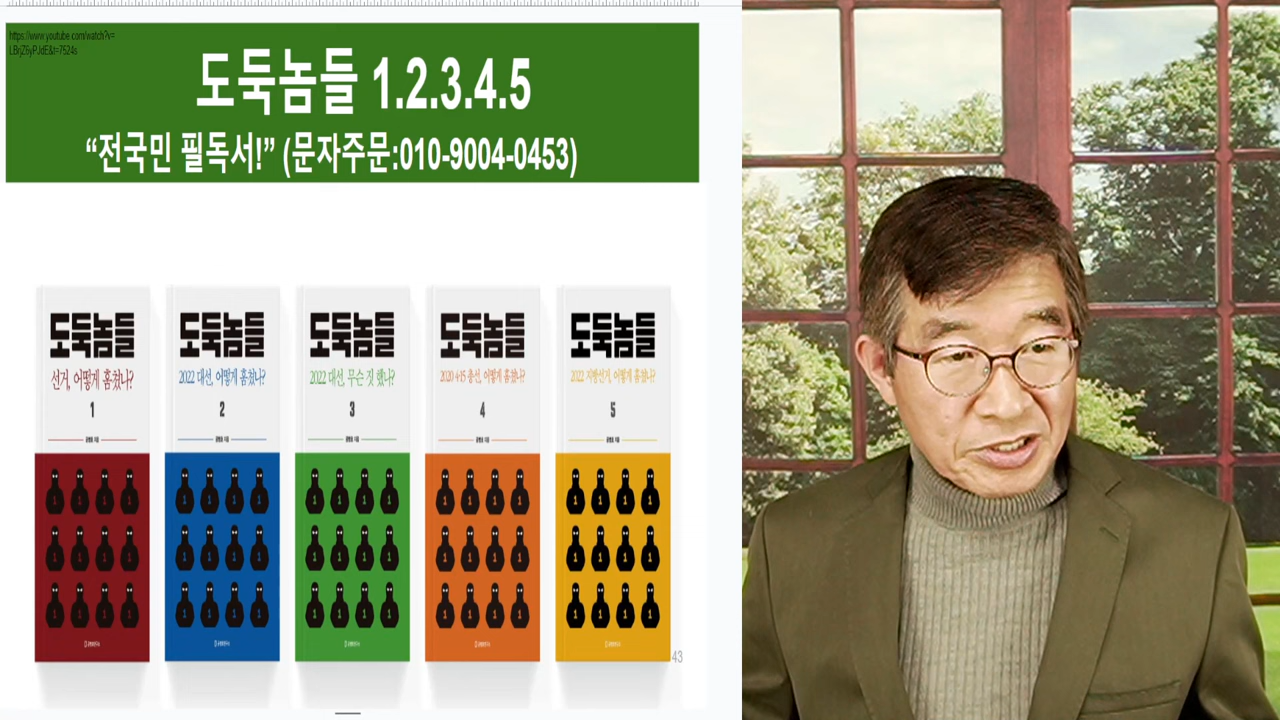 https://www.youtube.com/watch?v=
LBrjZ6yPJdE&t=7524s
도둑놈들 1.2.3.4.5
“전국민 필독서!” (문자주문:010-9004-0453)
도둑놈들
선거, 어떻게 훔쳤나?
1
도둑놈들
2022 대선, 어떻게 훔쳤나?
2
도둑놈들
2022 대선, 무슨 짓 했나?
3
도둑놈들
2020 4·15 총선, 어떻게 훔쳤나?
4
도둑놈들
2022 지방선거, 어떻게 훔쳤나?
5
43